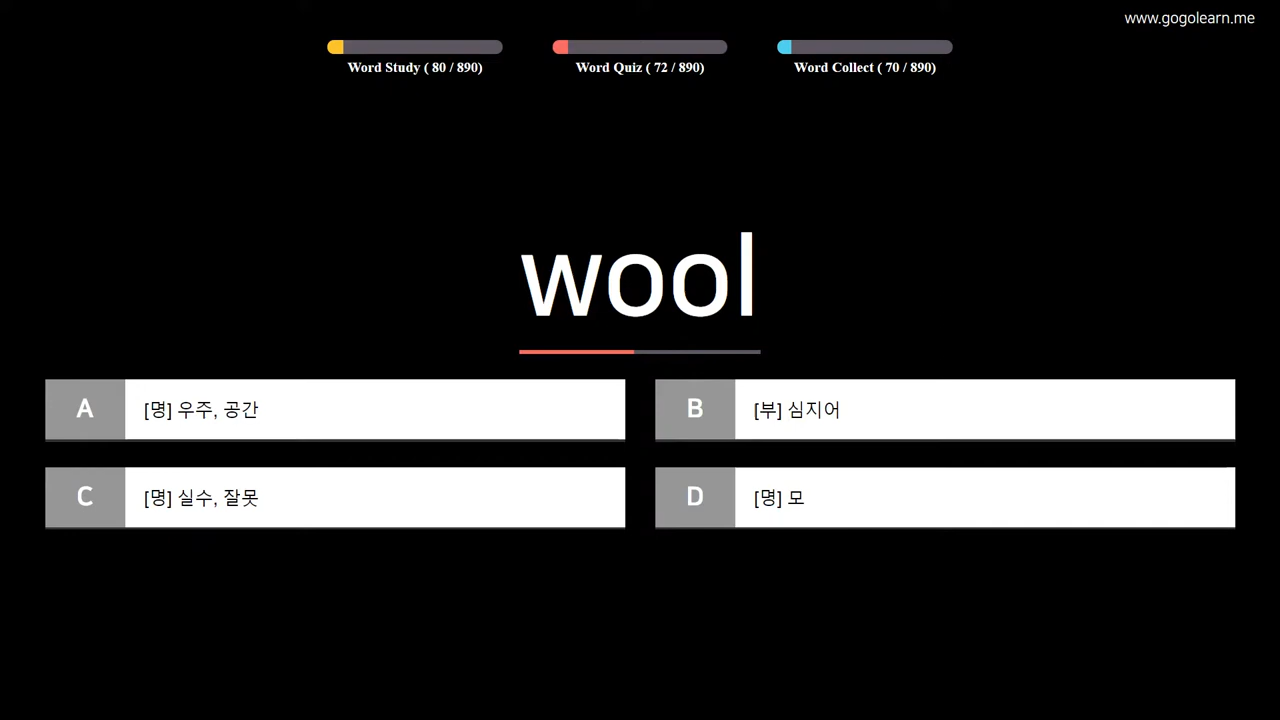 www.gogolearn.me
Word Study ( 80 / 890)
Word Quiz ( 72 / 890)
Word Collect ( 70 / 890)
wool
A [명] 우주, 공간
B [부] 심지어
C [명] 실수, 잘못
D [명] 모